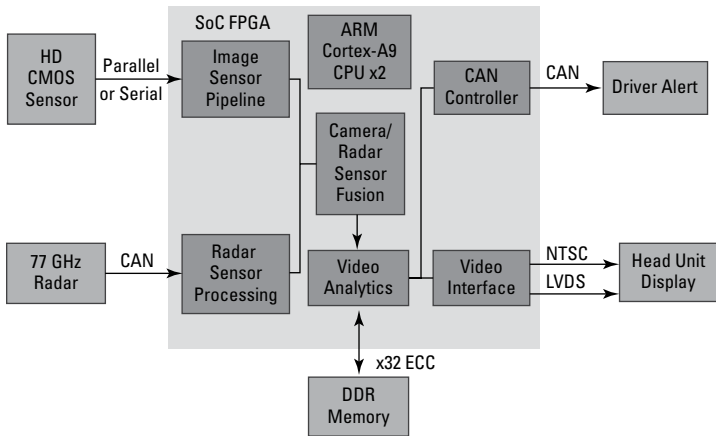 SoC FPGA
HD
CMOS
Sensor
Parallel
or Serial
Image
Sensor
Pipeline
ARM
Cortex-A9
CPU x2
CAN
Controller
CAN
Driver Alert
Camera/
Radar
Sensor
Fusion
77 GHz
Radar
CAN
Radar
Sensor
Processing
Video
Analytics
Video
Interface
NTSC
LVDS
Head Unit
Display
x32 ECC
DDR
Memory